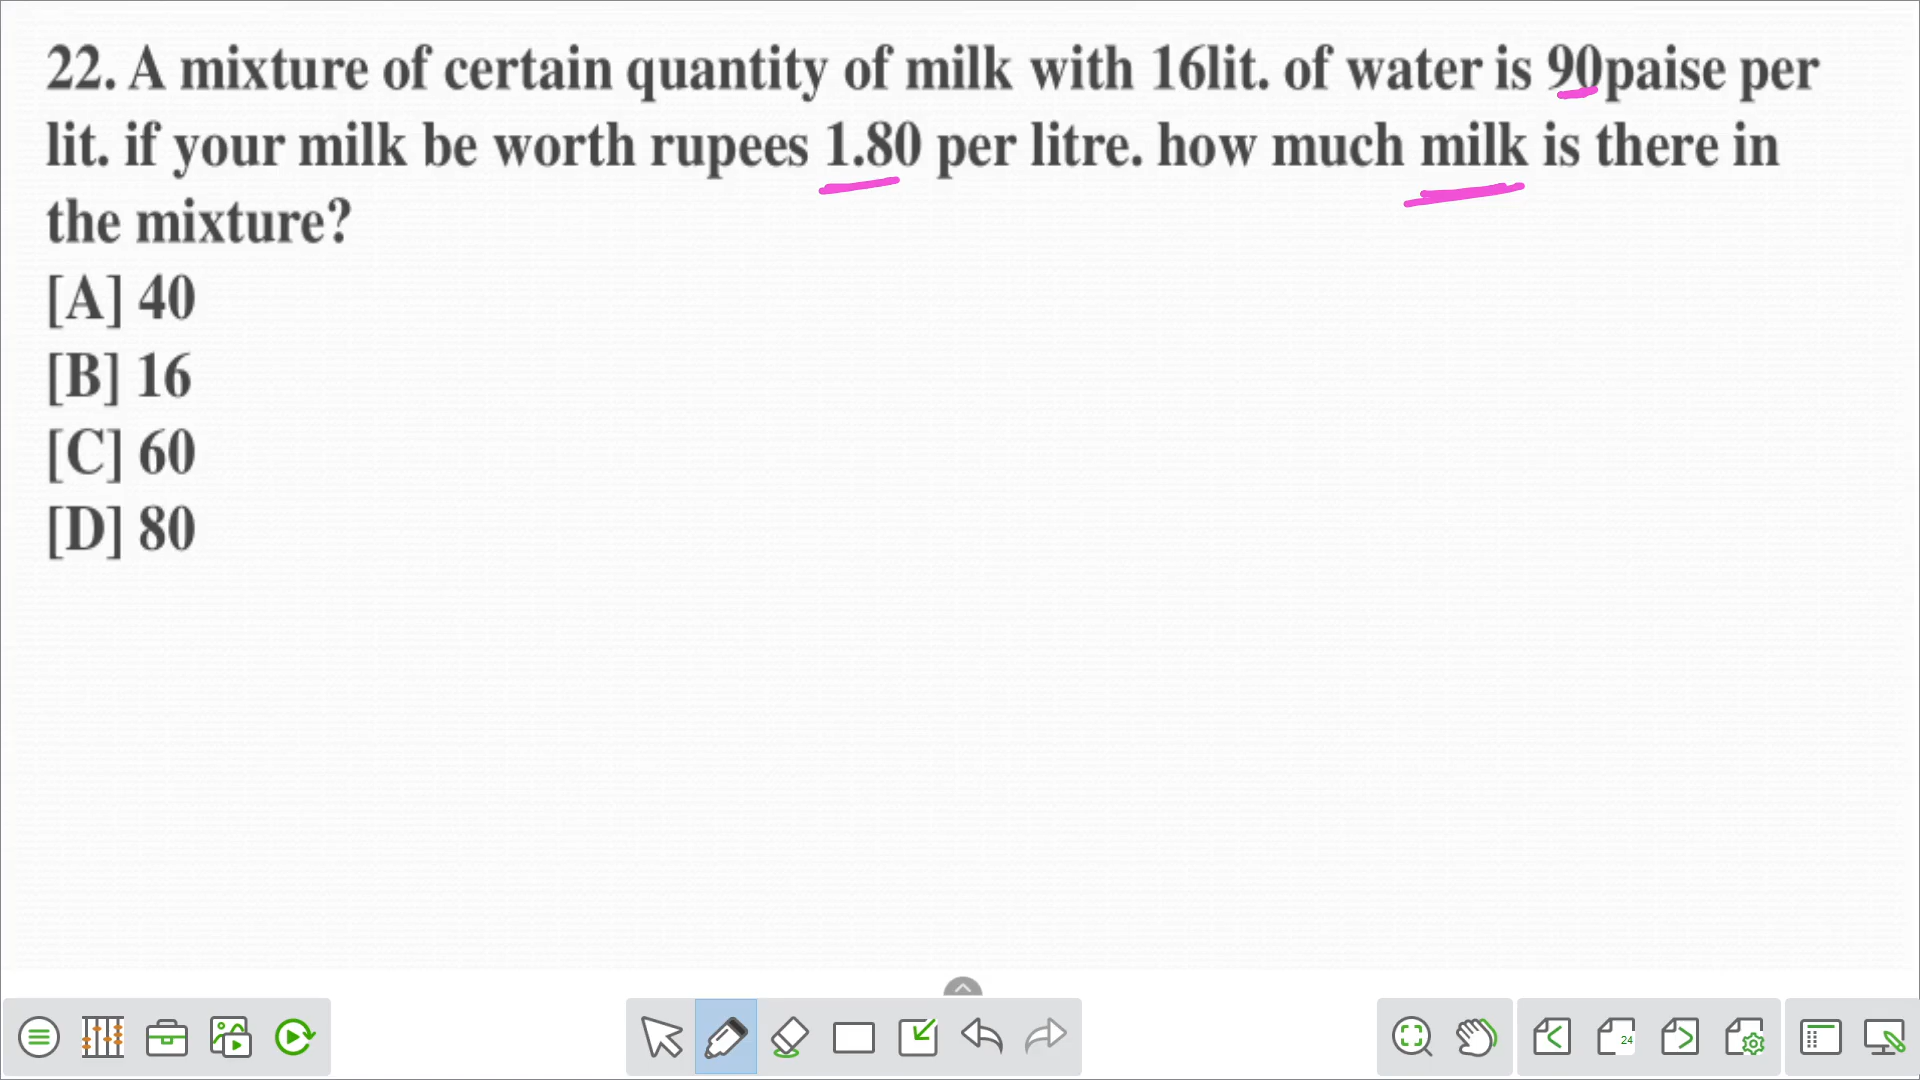 22. A mixture of certain quantity of milk with 16lit. of water is 90paise per
lit. if your milk be worth rupees 1.80 per litre. how much milk is there in
the mixture?
[A] 40
[B] 16
[C] 60
[D] 80
24